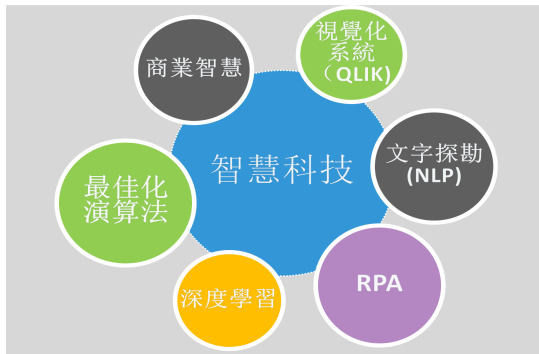 視覺化
系統
（QLIK)
商業智慧
文字探勘
(NLP)
智慧科技
最佳化
演算法
RPA
深度學習